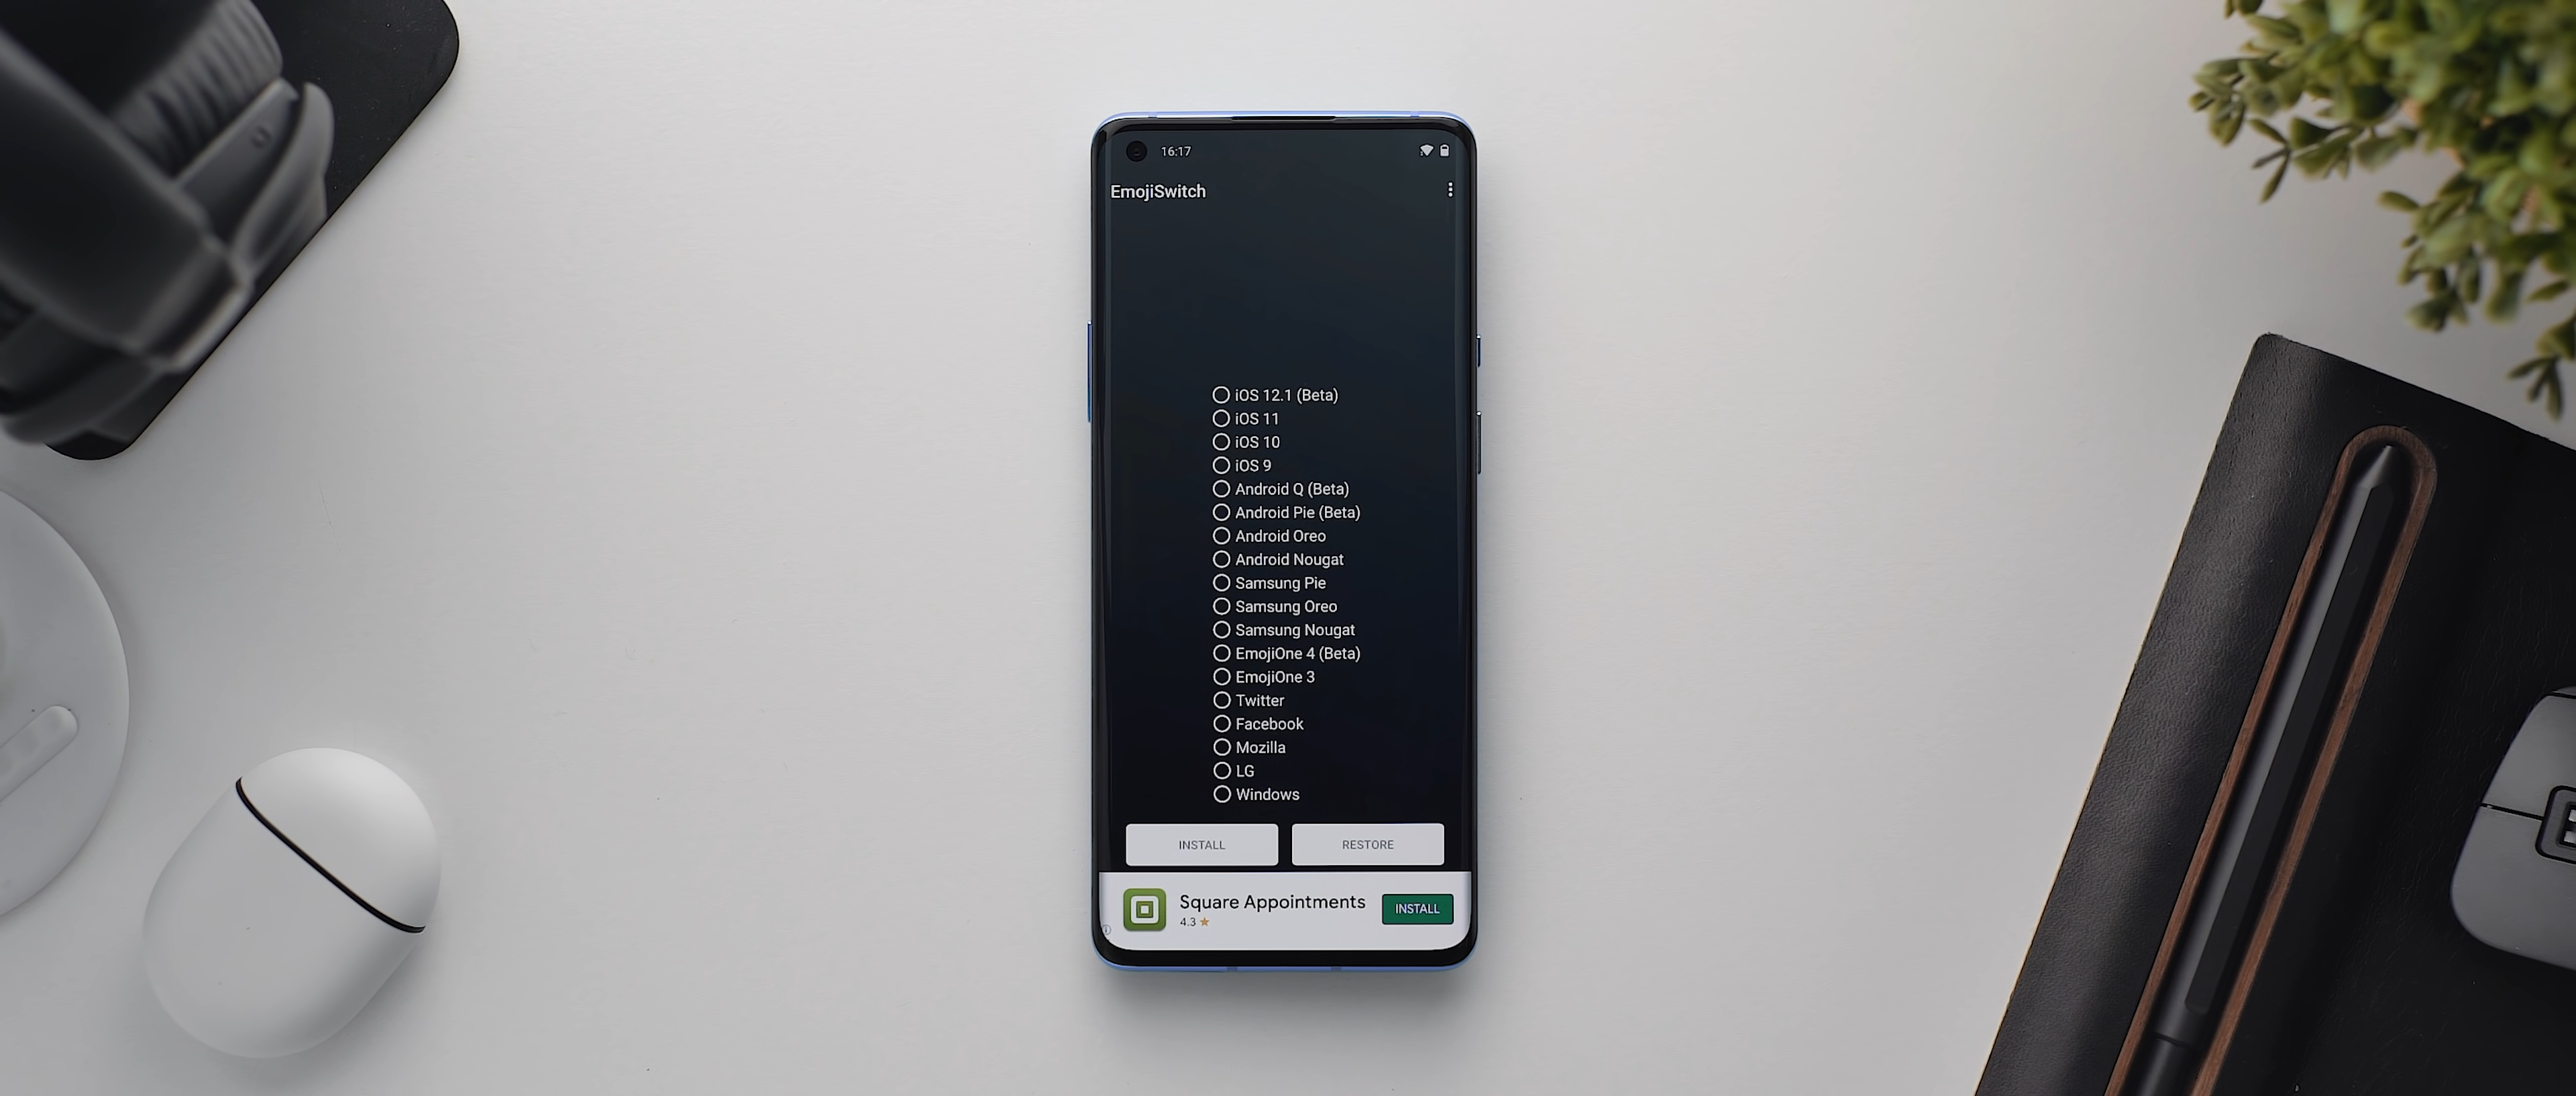 16:17
EmojiSwitch
iOS 12.1 (Beta)
iOS 11
iOS 10
iOS 9
Android Q (Beta)
Android Pie (Beta)
Android Oreo
Android Nougat
Samsung Pie
Samsung Oreo
Samsung Nougat
EmojiOne 4 (Beta)
EmojiOne 3
Twitter
Facebook
Mozilla
LG
Windows
INSTALL RESTORE
Square Appointments
4.3 ★
INSTALL